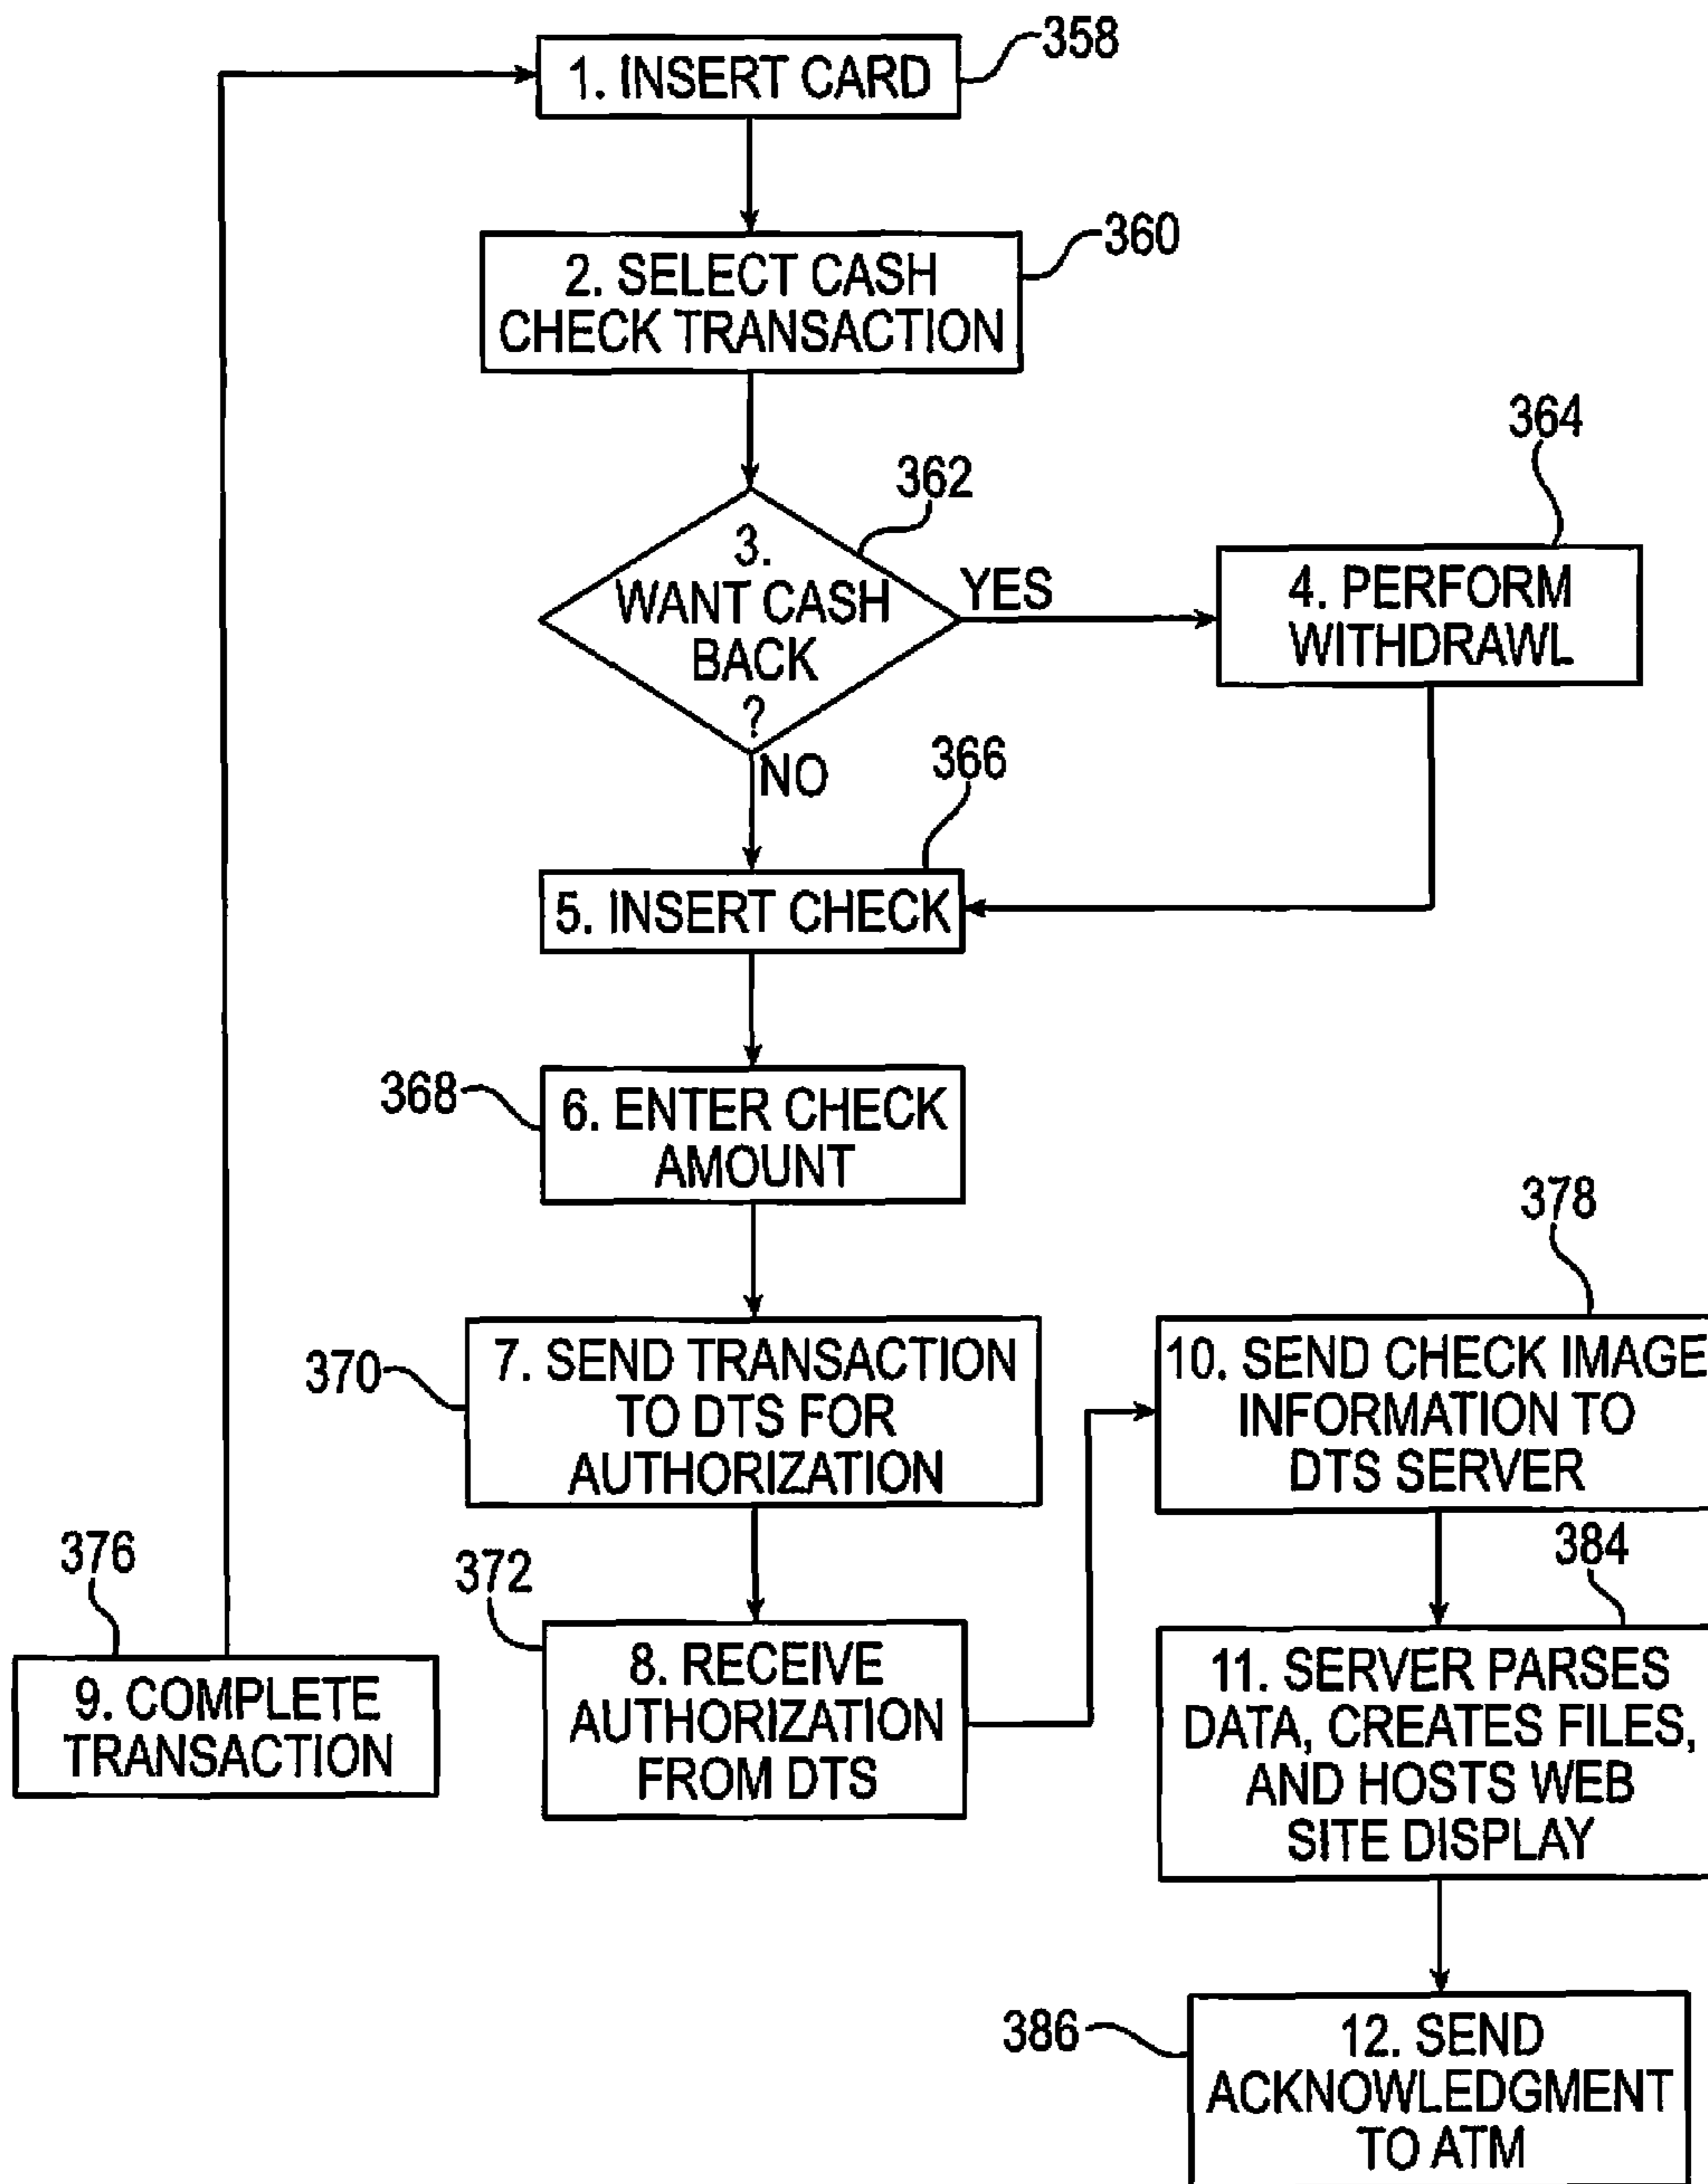 358
1. INSERT CARD
360
2. SELECT CASH
CHECK TRANSACTION
362
3.
WANT CASH
BACK
?
YES
NO
364
4. PERFORM
WITHDRAWL
366
5. INSERT CHECK
368
6. ENTER CHECK
AMOUNT
370
7. SEND TRANSACTION
TO DTS FOR
AUTHORIZATION
372
8. RECEIVE
AUTHORIZATION
FROM DTS
376
9. COMPLETE
TRANSACTION
378
10. SEND CHECK IMAGE
INFORMATION TO
DTS SERVER
384
11. SERVER PARSES
DATA, CREATES FILES,
AND HOSTS WEB
SITE DISPLAY
386
12. SEND
ACKNOWLEDGMENT
TO ATM